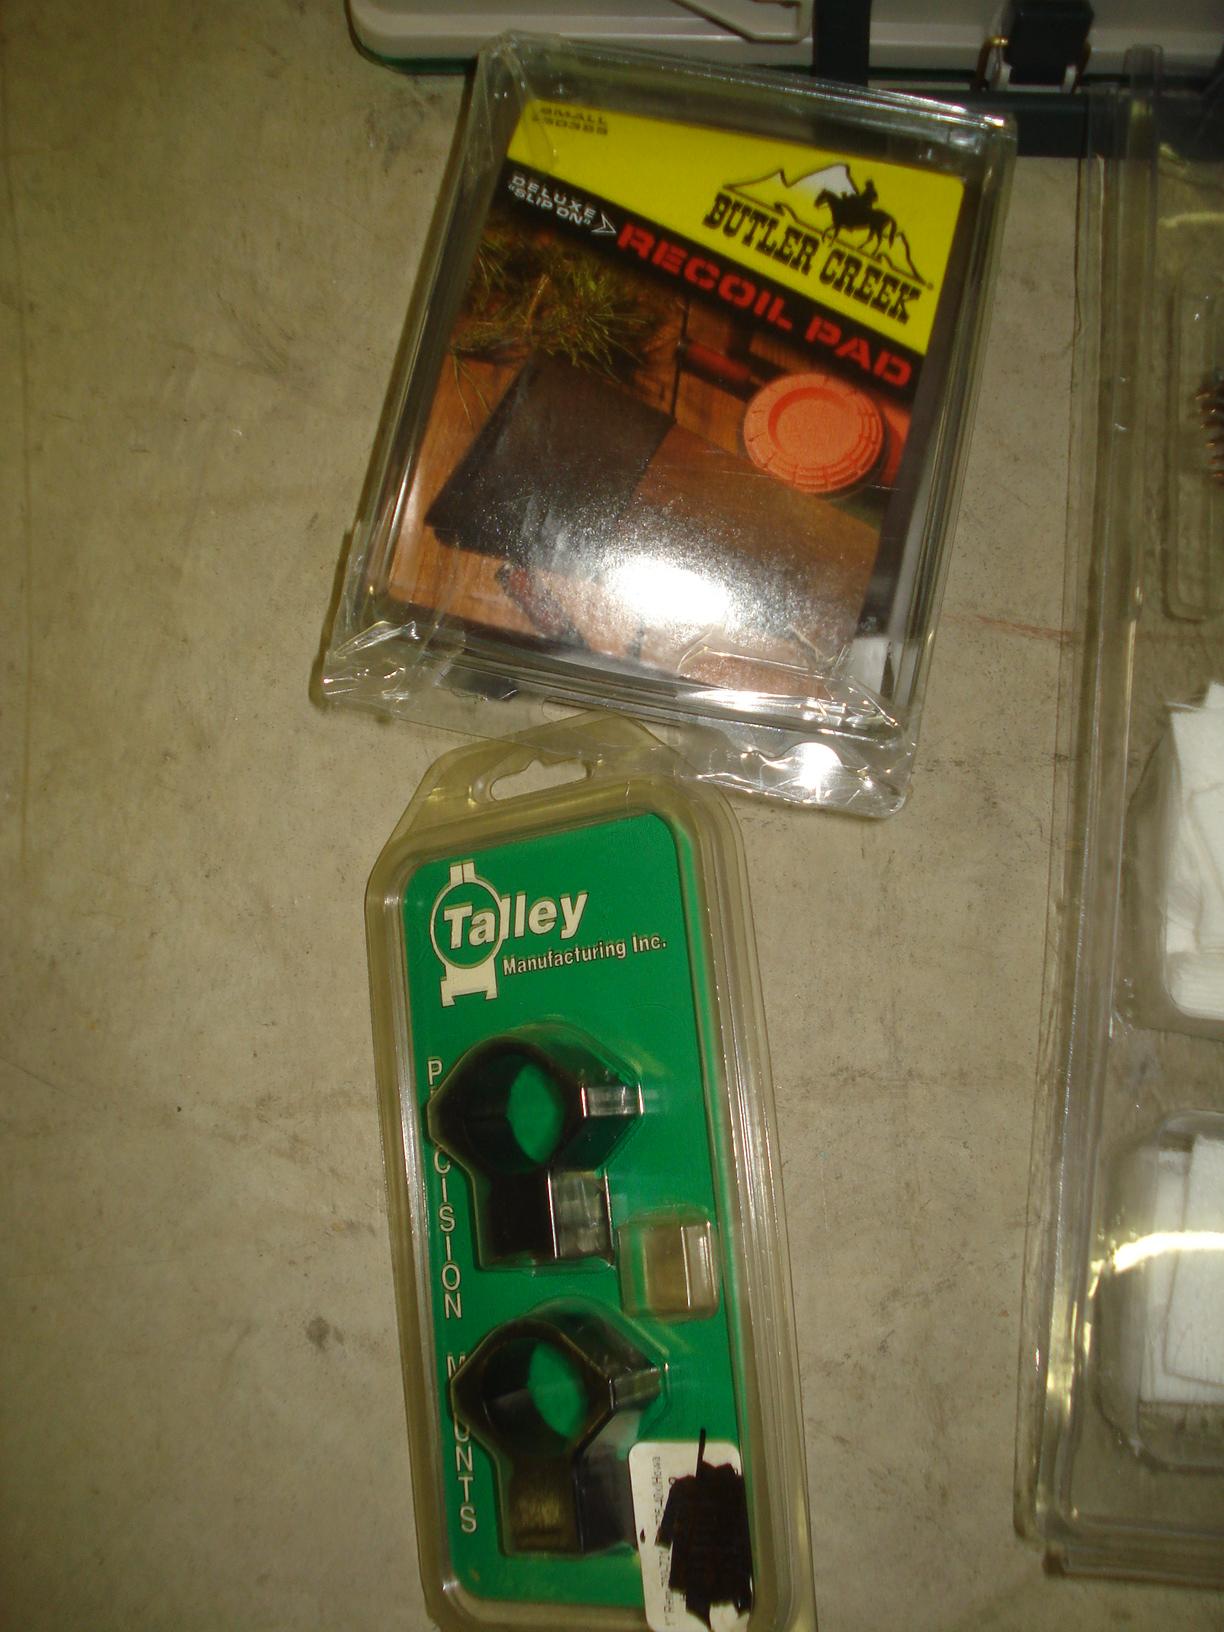 SMALL
DELUXE
"SLIP ON"
RECOIL PAD
BUTLER CREEK
Talley
Manufacturing Inc.
PRECISION MOUNTS